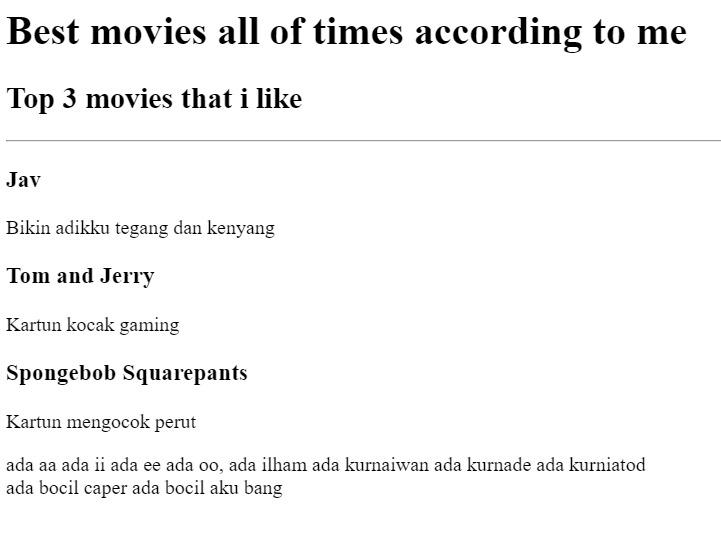 Best movies all of times according to me
Top 3 movies that i like
Jav
Bikin adikku tegang dan kenyang
Tom and Jerry
Kartun kocak gaming
Spongebob Squarepants
Kartun mengocok perut
ada aa ada ii ada ee ada oo, ada ilham ada kurnaiwan ada kurnade ada kurniatod
ada bocil caper ada bocil aku bang